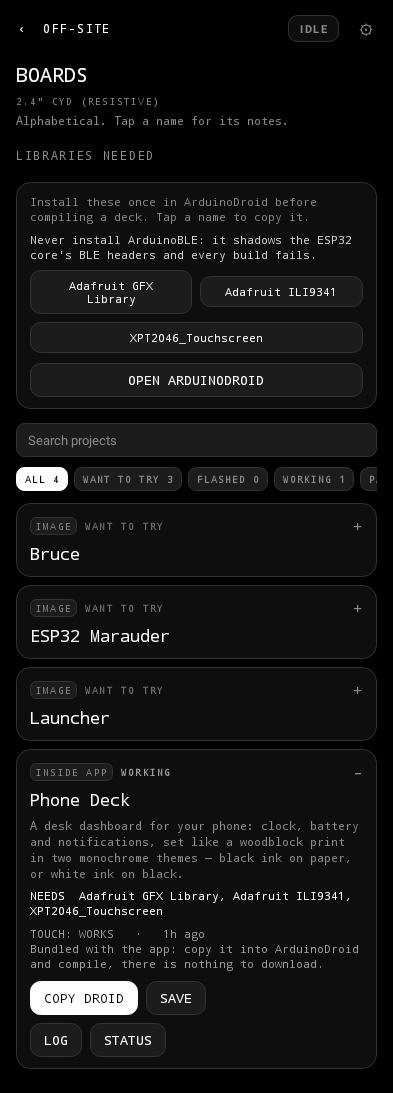 ‹ OFF-SITE IDLE
BOARDS
2.4" CYD (RESISTIVE)
Alphabetical. Tap a name for its notes.
LIBRARIES NEEDED
Install these once in ArduinoDroid before
compiling a deck. Tap a name to copy it.
Never install ArduinoBLE: it shadows the ESP32
core's BLE headers and every build fails.
Adafruit GFX
Library
Adafruit ILI9341
XPT2046_Touchscreen
OPEN ARDUINODROID
Search projects
ALL 4 WANT TO TRY 3 FLASHED 0 WORKING 1
IMAGE WANT TO TRY +
Bruce
IMAGE WANT TO TRY +
ESP32 Marauder
IMAGE WANT TO TRY +
Launcher
INSIDE APP WORKING –
Phone Deck
A desk dashboard for your phone: clock, battery
and notifications, set like a woodblock print
in two monochrome themes — black ink on paper,
or white ink on black.
NEEDS Adafruit GFX Library, Adafruit ILI9341,
XPT2046_Touchscreen
TOUCH: WORKS · 1h ago
Bundled with the app: copy it into ArduinoDroid
and compile, there is nothing to download.
COPY DROID SAVE
LOG STATUS